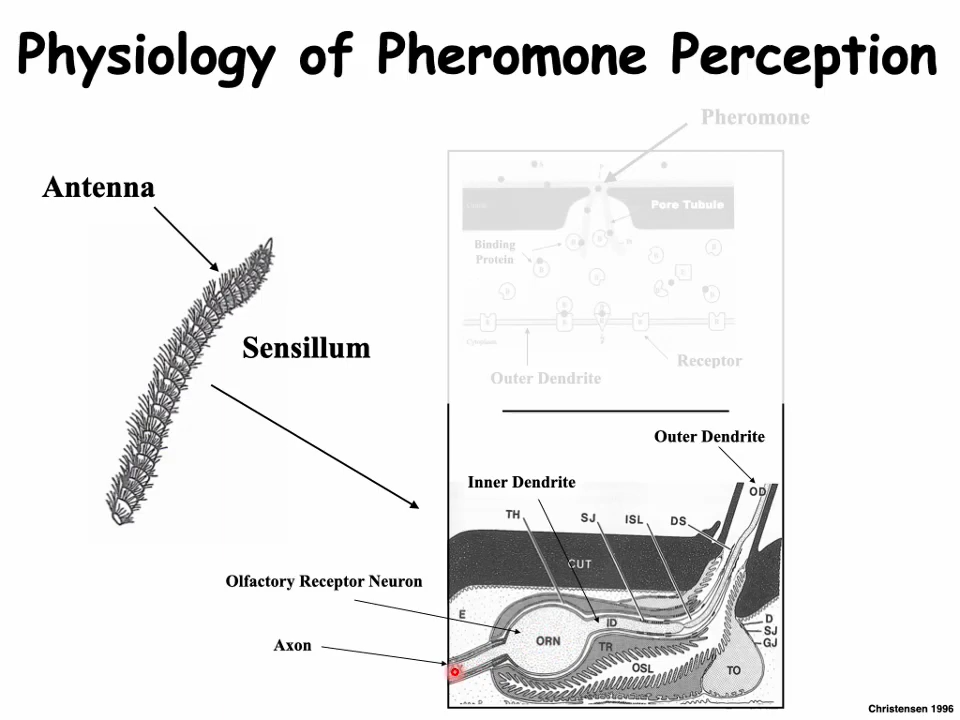 Physiology of Pheromone Perception
Pheromone
Antenna
Pore Tubule
Binding
Protein
Sensillum
Receptor
Outer Dendrite
Outer Dendrite
Inner Dendrite
OD
TH
SJ
ISL
DS
CUT
Olfactory Receptor Neuron
E
ID
D
SJ
GJ
ORN
TR
Axon
OSL
TO
Christensen 1996